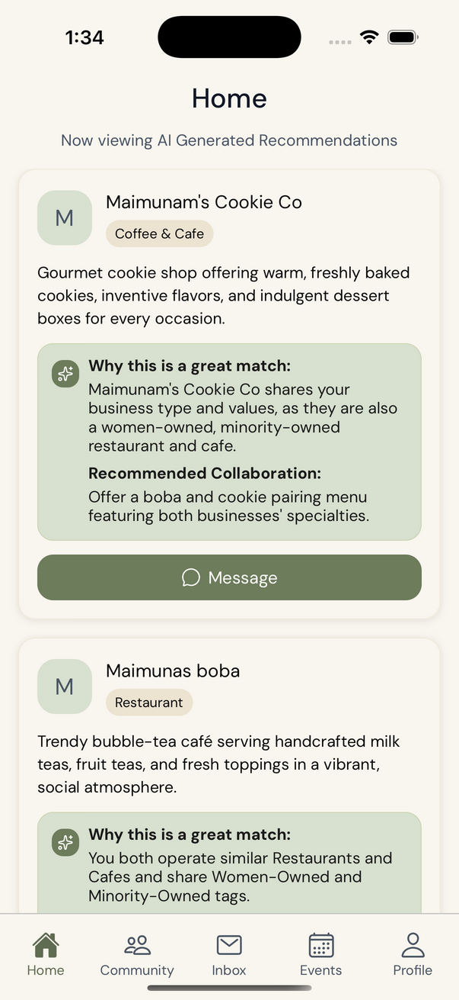 1:34
Home
Now viewing AI Generated Recommendations
M
Maimunam's Cookie Co
Coffee & Cafe
Gourmet cookie shop offering warm, freshly baked
cookies, inventive flavors, and indulgent dessert
boxes for every occasion.
Why this is a great match:
Maimunam's Cookie Co shares your
business type and values, as they are also
a women-owned, minority-owned
restaurant and cafe.
Recommended Collaboration:
Offer a boba and cookie pairing menu
featuring both businesses' specialties.
Message
M
Maimunas boba
Restaurant
Trendy bubble-tea café serving handcrafted milk
teas, fruit teas, and fresh toppings in a vibrant,
social atmosphere.
Why this is a great match:
You both operate similar Restaurants and
Cafes and share Women-Owned and
Minority-Owned tags.
Home
Community
Inbox
Events
Profile